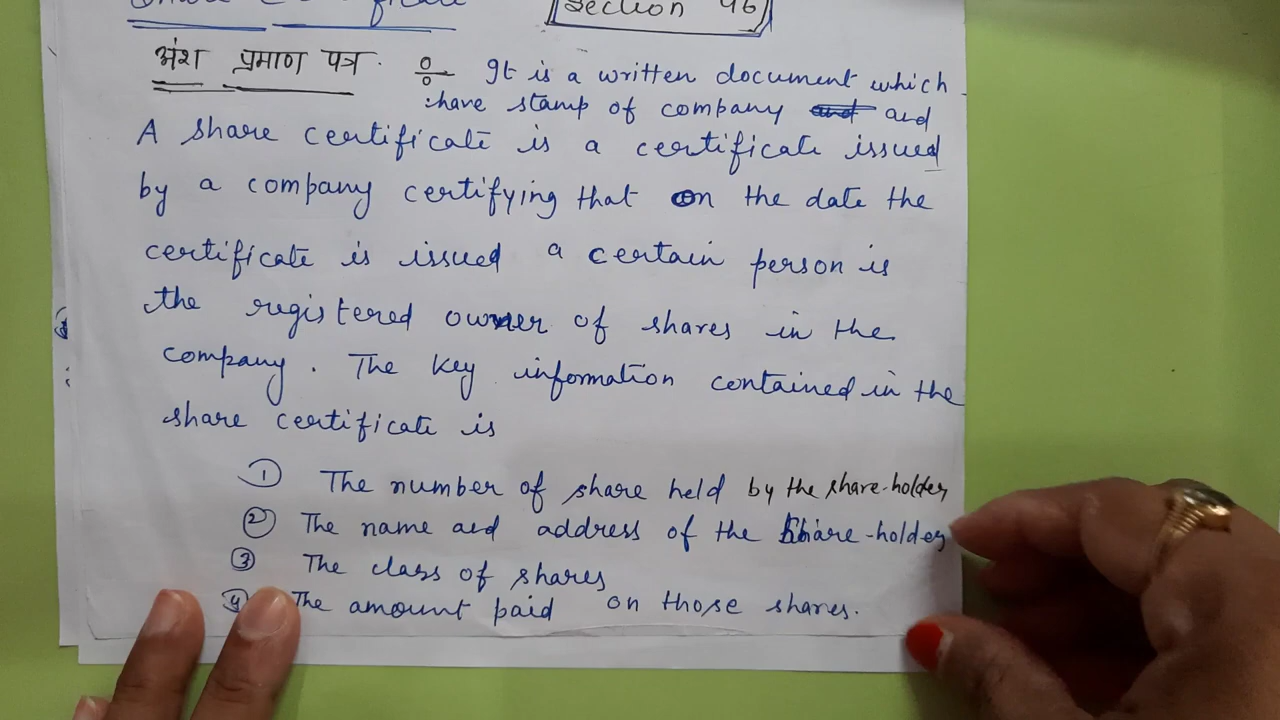 Share Certificate Section 46
अंश प्रमाण पत्र. It is a written document which
have stamp of company and
A share certificate is a certificate issued
by a company certifying that on the date the
certificate is issued a certain person is
the registered owner of shares in the
company. The key information contained in the
share certificate is
① The number of share held by the share-holder
② The name and address of the share-holder
③ The class of shares
④ The amount paid on those shares.